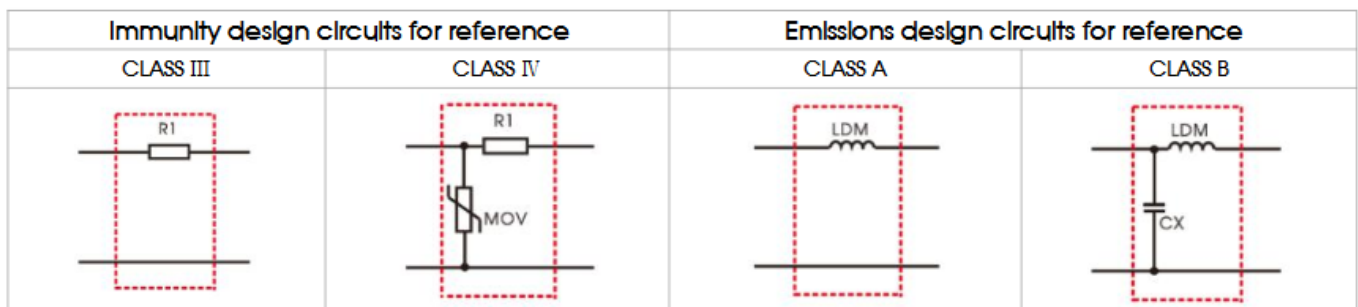 Immunity design circuits for reference
Emissions design circuits for reference
CLASS III
CLASS IV
CLASS A
CLASS B
R1
R1
MOV
LDM
LDM
CX